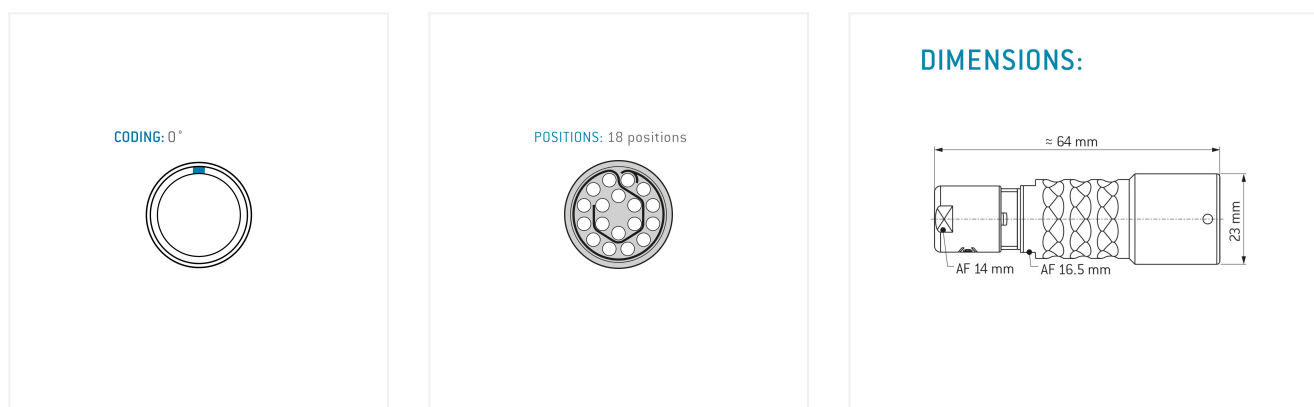 CODING: 0°
POSITIONS: 18 positions
DIMENSIONS:
≈ 64 mm
23 mm
AF 14 mm
AF 16.5 mm